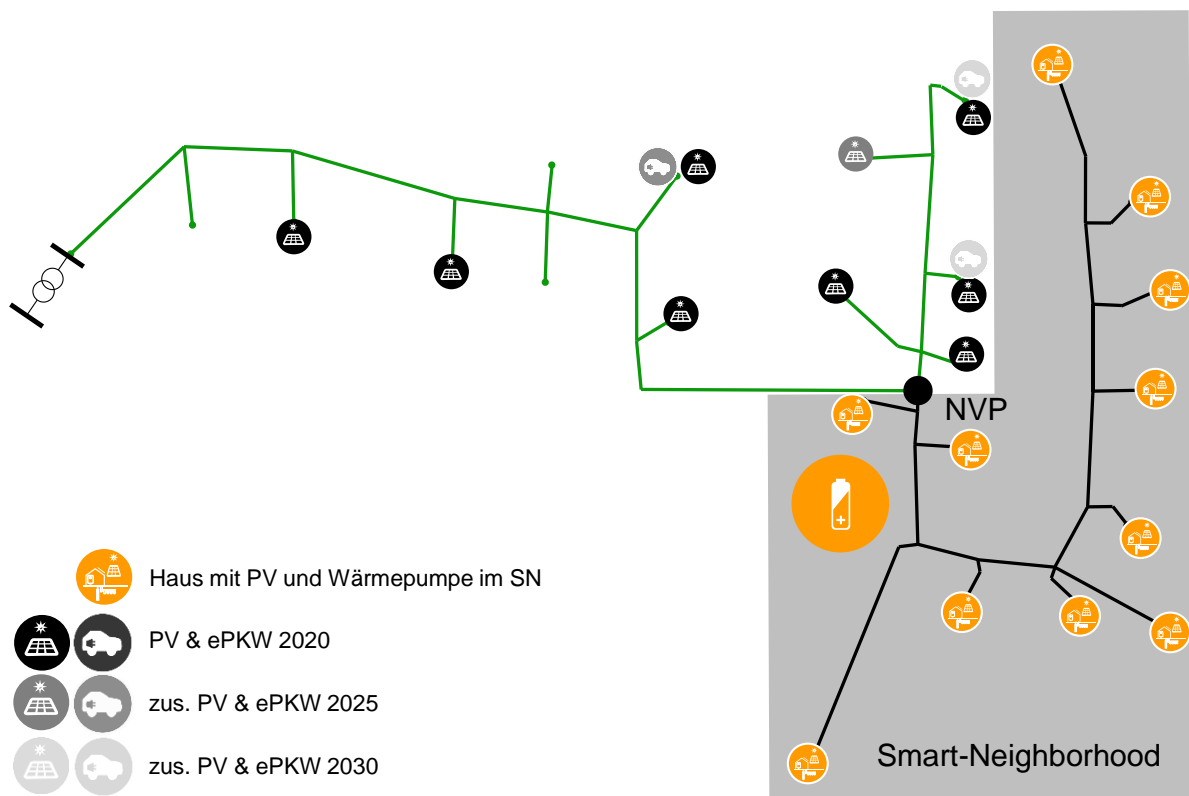 NVP
Haus mit PV und Wärmepumpe im SN
PV & ePKW 2020
zus. PV & ePKW 2025
zus. PV & ePKW 2030
Smart-Neighborhood